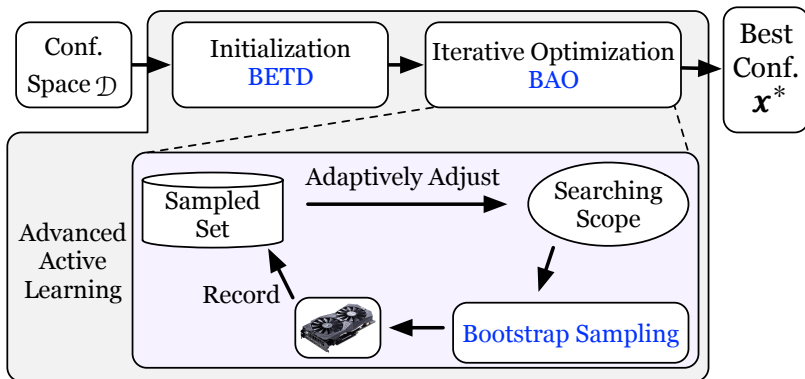 Conf.
Space 𝒟
Initialization
BETD
Iterative Optimization
BAO
Best
Conf.
x*
Advanced
Active
Learning
Sampled
Set
Adaptively Adjust
Searching
Scope
Record
Bootstrap Sampling